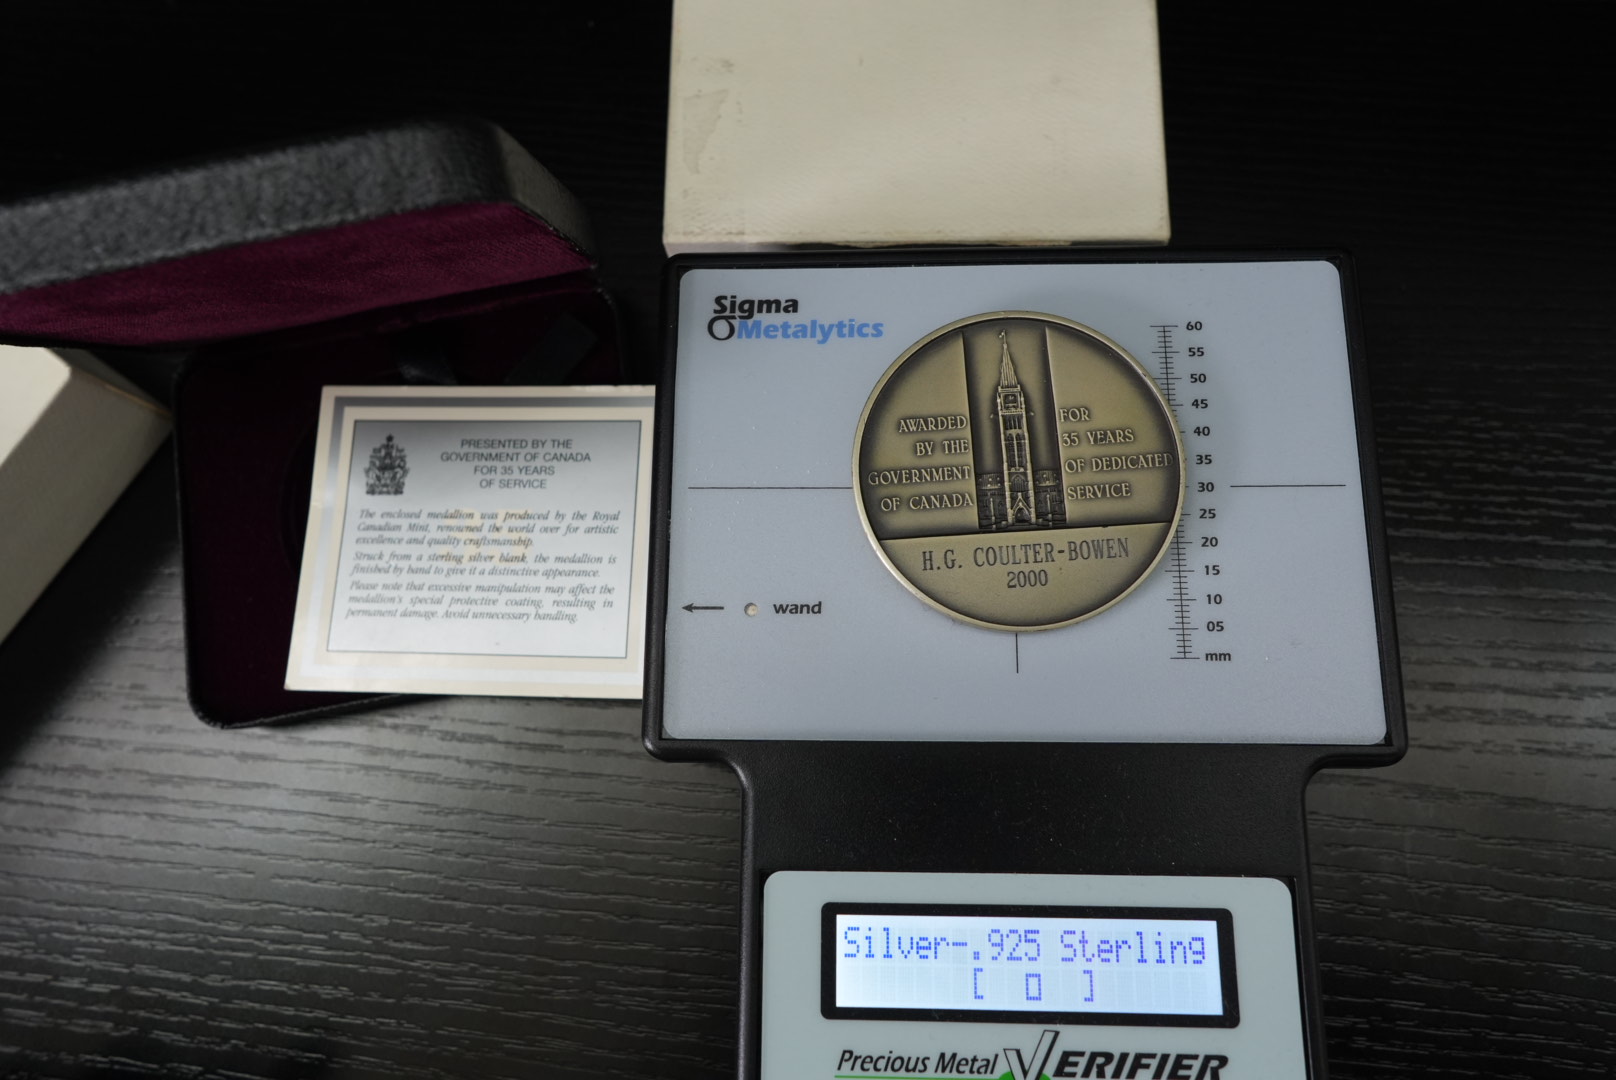 Sigma
Metalytics
60
55
50
45
40
35
30
25
20
15
10
05
mm
wand
AWARDED
BY THE
GOVERNMENT
OF CANADA
FOR
35 YEARS
OF DEDICATED
SERVICE
H.G. COULTER-BOWEN
2000
PRESENTED BY THE
GOVERNMENT OF CANADA
FOR 35 YEARS
OF SERVICE
The enclosed medallion was produced by the Royal
Canadian Mint, renowned the world over for artistic
excellence and quality craftsmanship.
Struck from a sterling silver blank, the medallion is
finished by hand to give it a distinctive appearance.
Please note that excessive manipulation may affect the
medallion's special protective coating, resulting in
permanent damage. Avoid unnecessary handling.
Silver-.925 Sterling
[ ▯ ]
Precious Metal VERIFIER